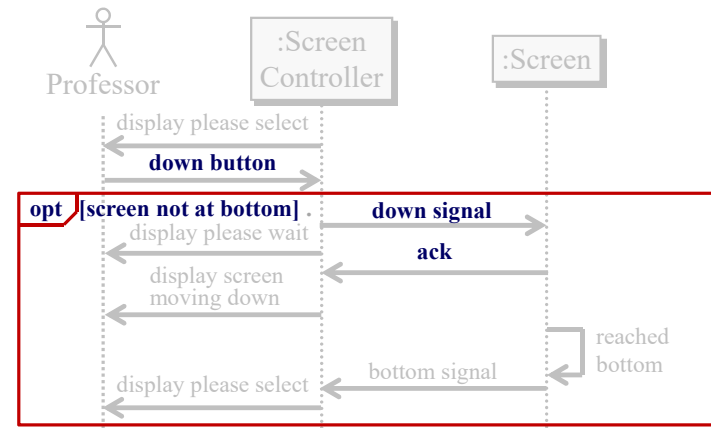 Professor
:Screen
Controller
:Screen
display please select
down button
opt [screen not at bottom] .
down signal
display please wait
ack
display screen
moving down
reached
bottom
bottom signal
display please select